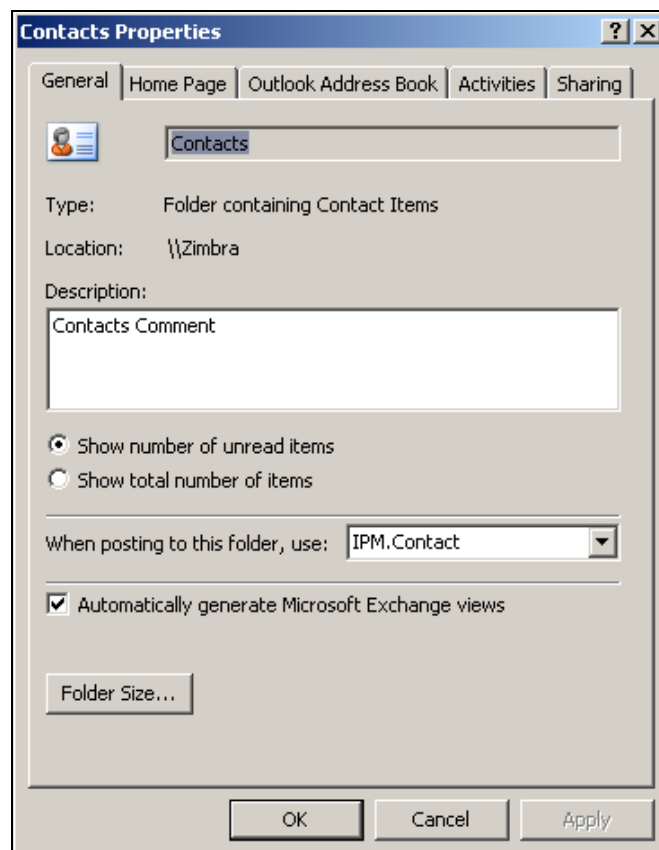 Contacts Properties
General Home Page Outlook Address Book Activities Sharing
Contacts
Type: Folder containing Contact Items
Location: \\Zimbra
Description:
Contacts Comment
Show number of unread items
Show total number of items
When posting to this folder, use: IPM.Contact
Automatically generate Microsoft Exchange views
Folder Size...
OK Cancel Apply